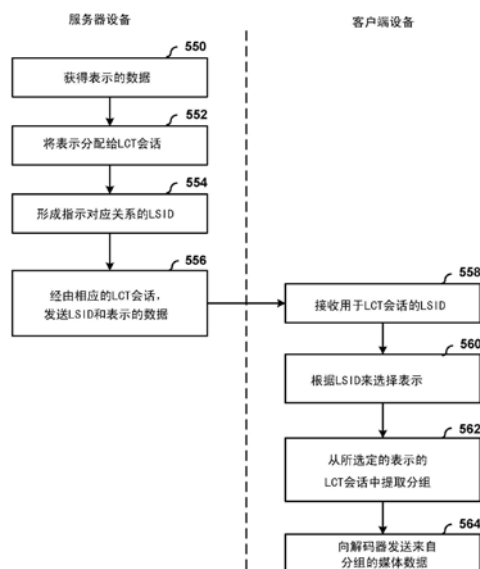 服务器设备
客户端设备
550
获得表示的数据
552
将表示分配给LCT会话
554
形成指示对应关系的LSID
556
经由相应的LCT会话，
发送LSID和表示的数据
558
接收用于LCT会话的LSID
560
根据LSID来选择表示
562
从所选定的表示的
LCT会话中提取分组
564
向解码器发送来自
分组的媒体数据